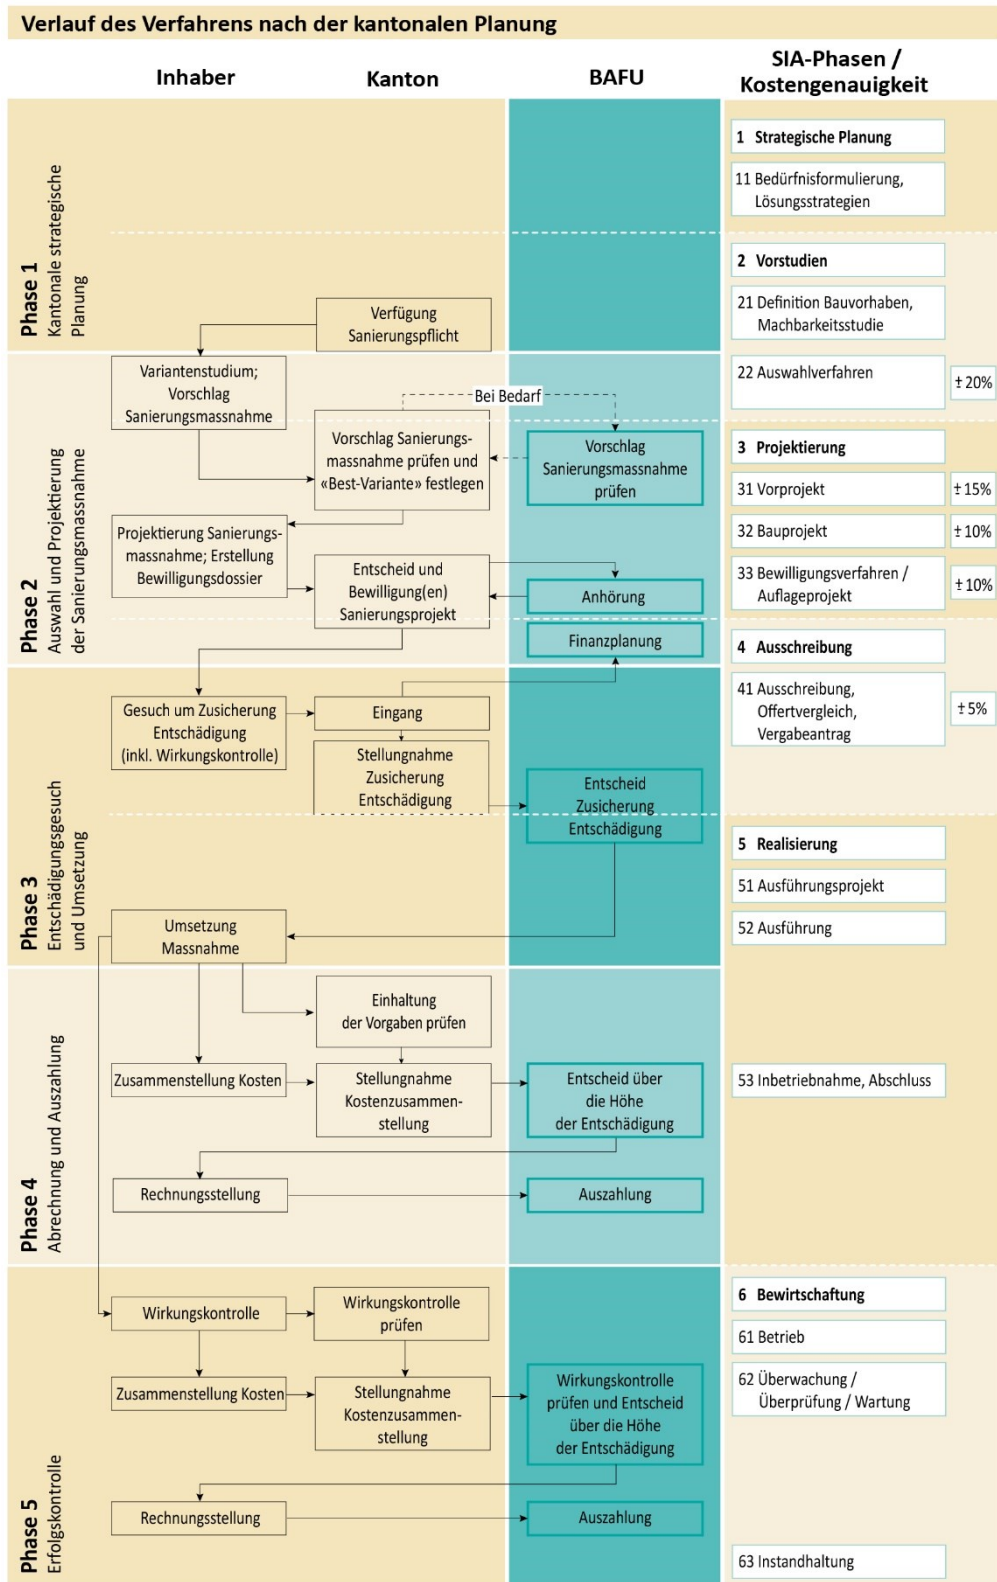 Verlauf des Verfahrens nach der kantonalen Planung
Inhaber
Kanton
BAFU
SIA-Phasen /
Kostengenauigkeit
Phase 1
Kantonale strategische
Planung
Verfügung
Sanierungspflicht
1 Strategische Planung
11 Bedürfnisformulierung,
Lösungsstrategien
2 Vorstudien
21 Definition Bauvorhaben,
Machbarkeitsstudie
22 Auswahlverfahren
± 20%
Phase 2
Auswahl und Projektierung
der Sanierungsmassnahme
Variantenstudium;
Vorschlag
Sanierungsmassnahme
Bei Bedarf
Vorschlag Sanierungs-
massnahme prüfen und
«Best-Variante» festlegen
Vorschlag
Sanierungsmassnahme
prüfen
Projektierung Sanierungs-
massnahme; Erstellung
Bewilligungsdossier
Entscheid und
Bewilligung(en)
Sanierungsprojekt
Anhörung
Finanzplanung
3 Projektierung
31 Vorprojekt
± 15%
32 Bauprojekt
± 10%
33 Bewilligungsverfahren /
Auflageprojekt
± 10%
4 Ausschreibung
41 Ausschreibung,
Offertvergleich,
Vergabeantrag
± 5%
Phase 3
Entschädigungsgesuch
und Umsetzung
Gesuch um Zusicherung
Entschädigung
(inkl. Wirkungskontrolle)
Eingang
Stellungnahme
Zusicherung
Entschädigung
Entscheid
Zusicherung
Entschädigung
Umsetzung
Massnahme
5 Realisierung
51 Ausführungsprojekt
52 Ausführung
Phase 4
Abrechnung und Auszahlung
Einhaltung
der Vorgaben prüfen
Zusammenstellung Kosten
Stellungnahme
Kostenzusammen-
stellung
Entscheid über
die Höhe
der Entschädigung
Rechnungsstellung
Auszahlung
53 Inbetriebnahme, Abschluss
Phase 5
Erfolgskontrolle
Wirkungskontrolle
Wirkungskontrolle
prüfen
Zusammenstellung Kosten
Stellungnahme
Kostenzusammen-
stellung
Wirkungskontrolle
prüfen und Entscheid
über die Höhe
der Entschädigung
Rechnungsstellung
Auszahlung
6 Bewirtschaftung
61 Betrieb
62 Überwachung /
Überprüfung / Wartung
63 Instandhaltung